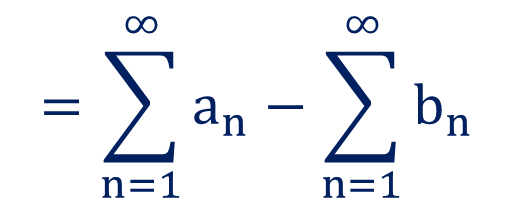 = ∑_{n=1}^{∞} a_n − ∑_{n=1}^{∞} b_n